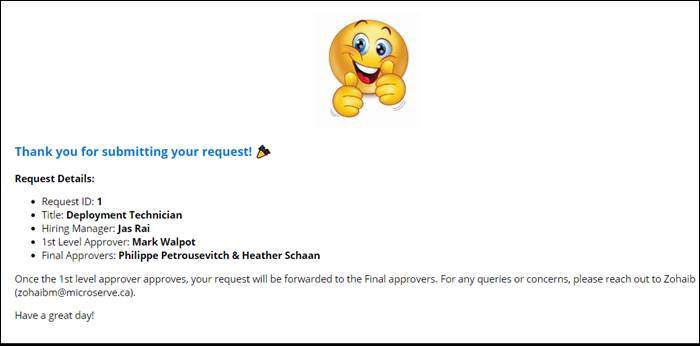 Thank you for submitting your request!
Request Details:
Request ID: 1
Title: Deployment Technician
Hiring Manager: Jas Rai
1st Level Approver: Mark Walpot
Final Approvers: Philippe Petrousevitch & Heather Schaan
Once the 1st level approver approves, your request will be forwarded to the Final approvers. For any queries or concerns, please reach out to Zohaib
(zohaibm@microserve.ca).
Have a great day!